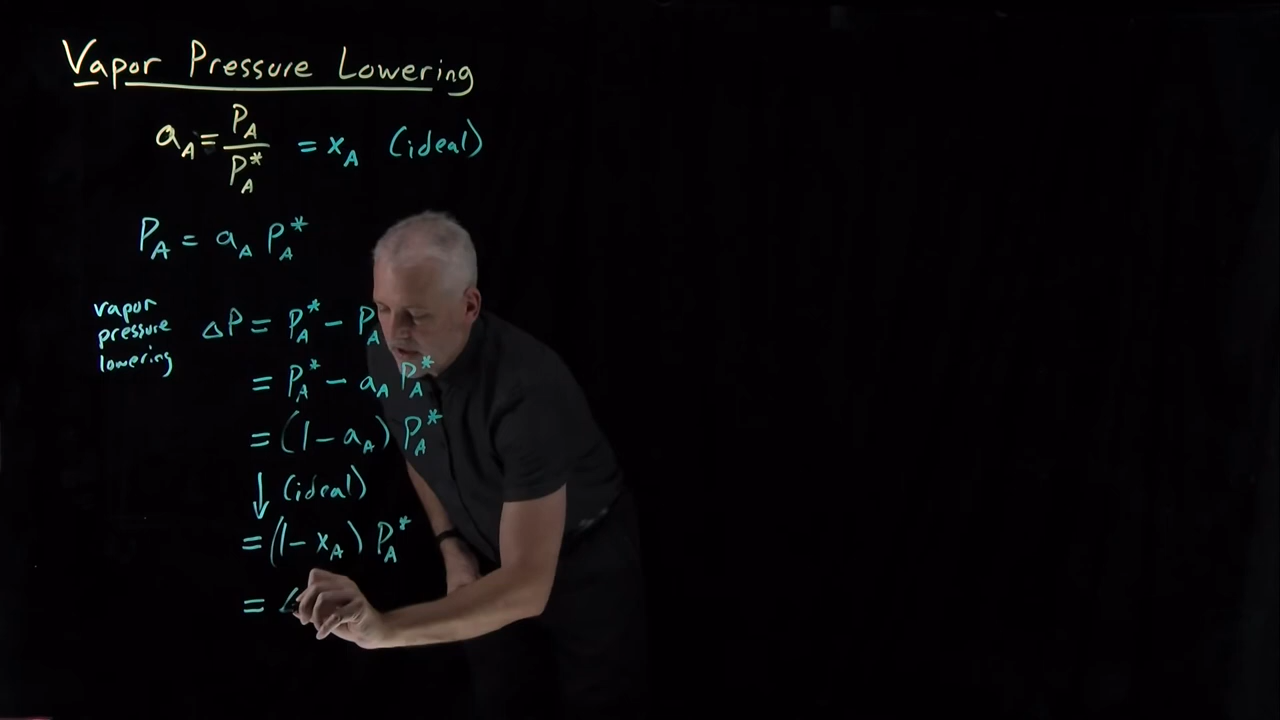 Vapor Pressure Lowering
a_A = P_A / P_A^* = x_A (ideal)
P_A = a_A P_A^*
vapor
pressure
lowering
ΔP = P_A^* - P_A
= P_A^* - a_A P_A^*
= (1 - a_A) P_A^*
↓ (ideal)
= (1 - x_A) P_A^*
=